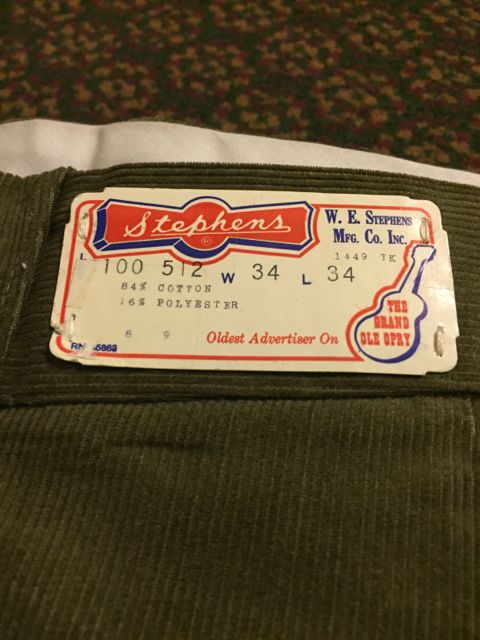 Stephens
®
W. E. STEPHENS
MFG. CO. INC.
1449 TK
L 100 512 W 34 L 34
84% COTTON
16% POLYESTER
8 9
Oldest Advertiser On
THE
GRAND
OLE OPRY